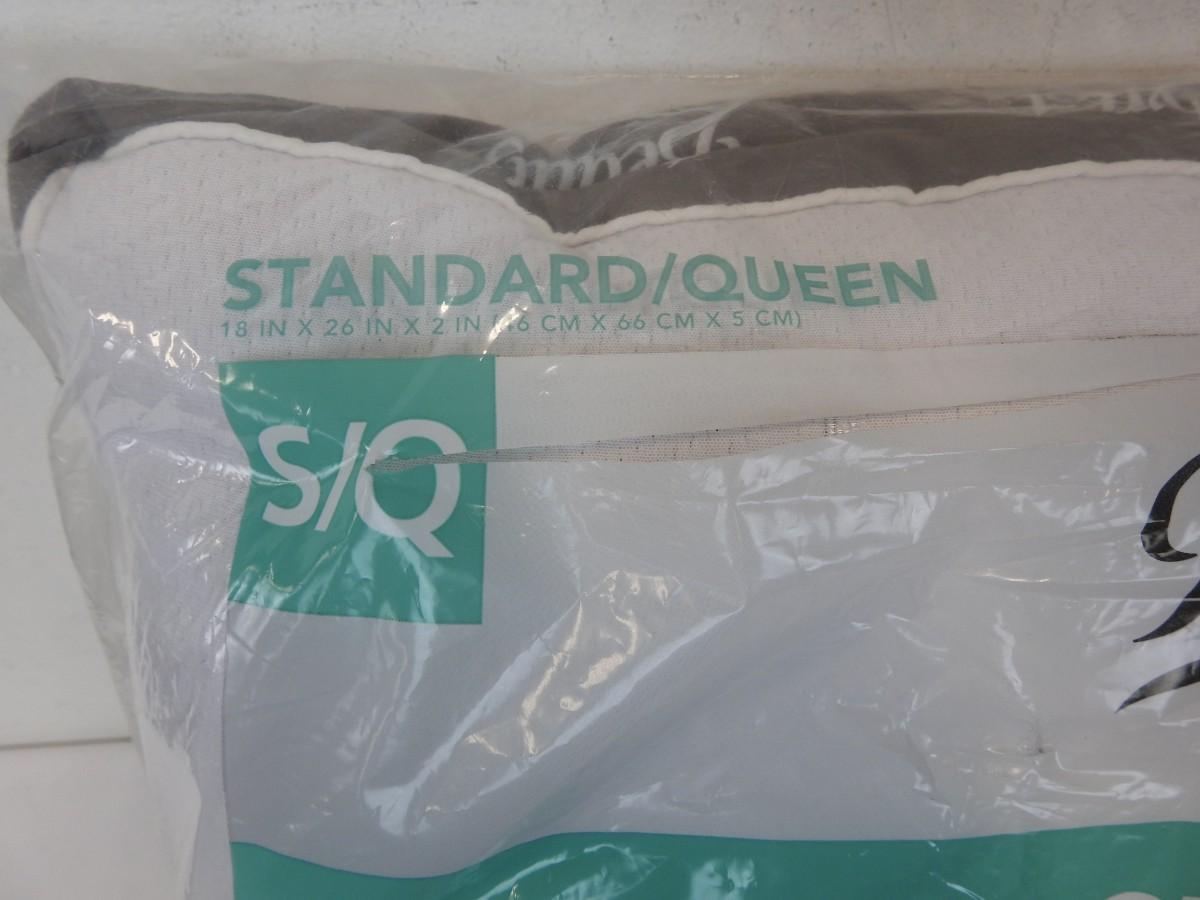 STANDARD/QUEEN
18 IN X 26 IN X 2 IN (46 CM X 66 CM X 5 CM)
S/Q